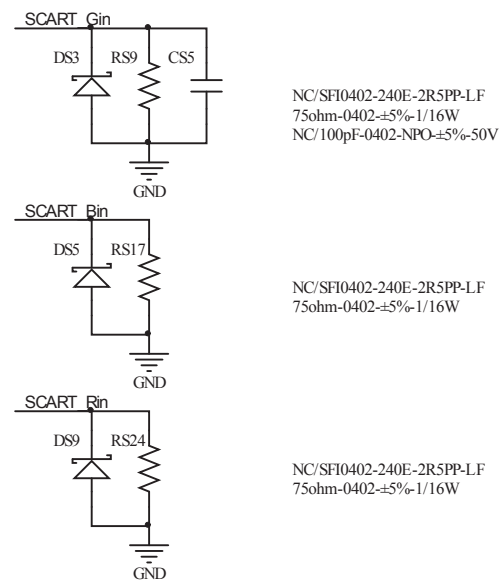 SCART_Gin
DS3 RS9 CS5
NC/SFI0402-240E-2R5PP-LF
75ohm-0402-±5%-1/16W
NC/100pF-0402-NPO-±5%-50V
GND
SCART_Bin
DS5 RS17
NC/SFI0402-240E-2R5PP-LF
75ohm-0402-±5%-1/16W
GND
SCART_Rin
DS9 RS24
NC/SFI0402-240E-2R5PP-LF
75ohm-0402-±5%-1/16W
GND